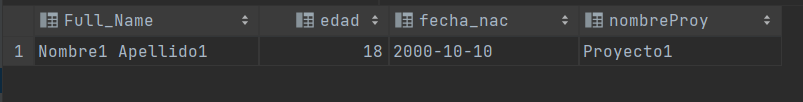 Full_Name edad fecha_nac nombreProy
1 Nombre1 Apellido1 18 2000-10-10 Proyecto1